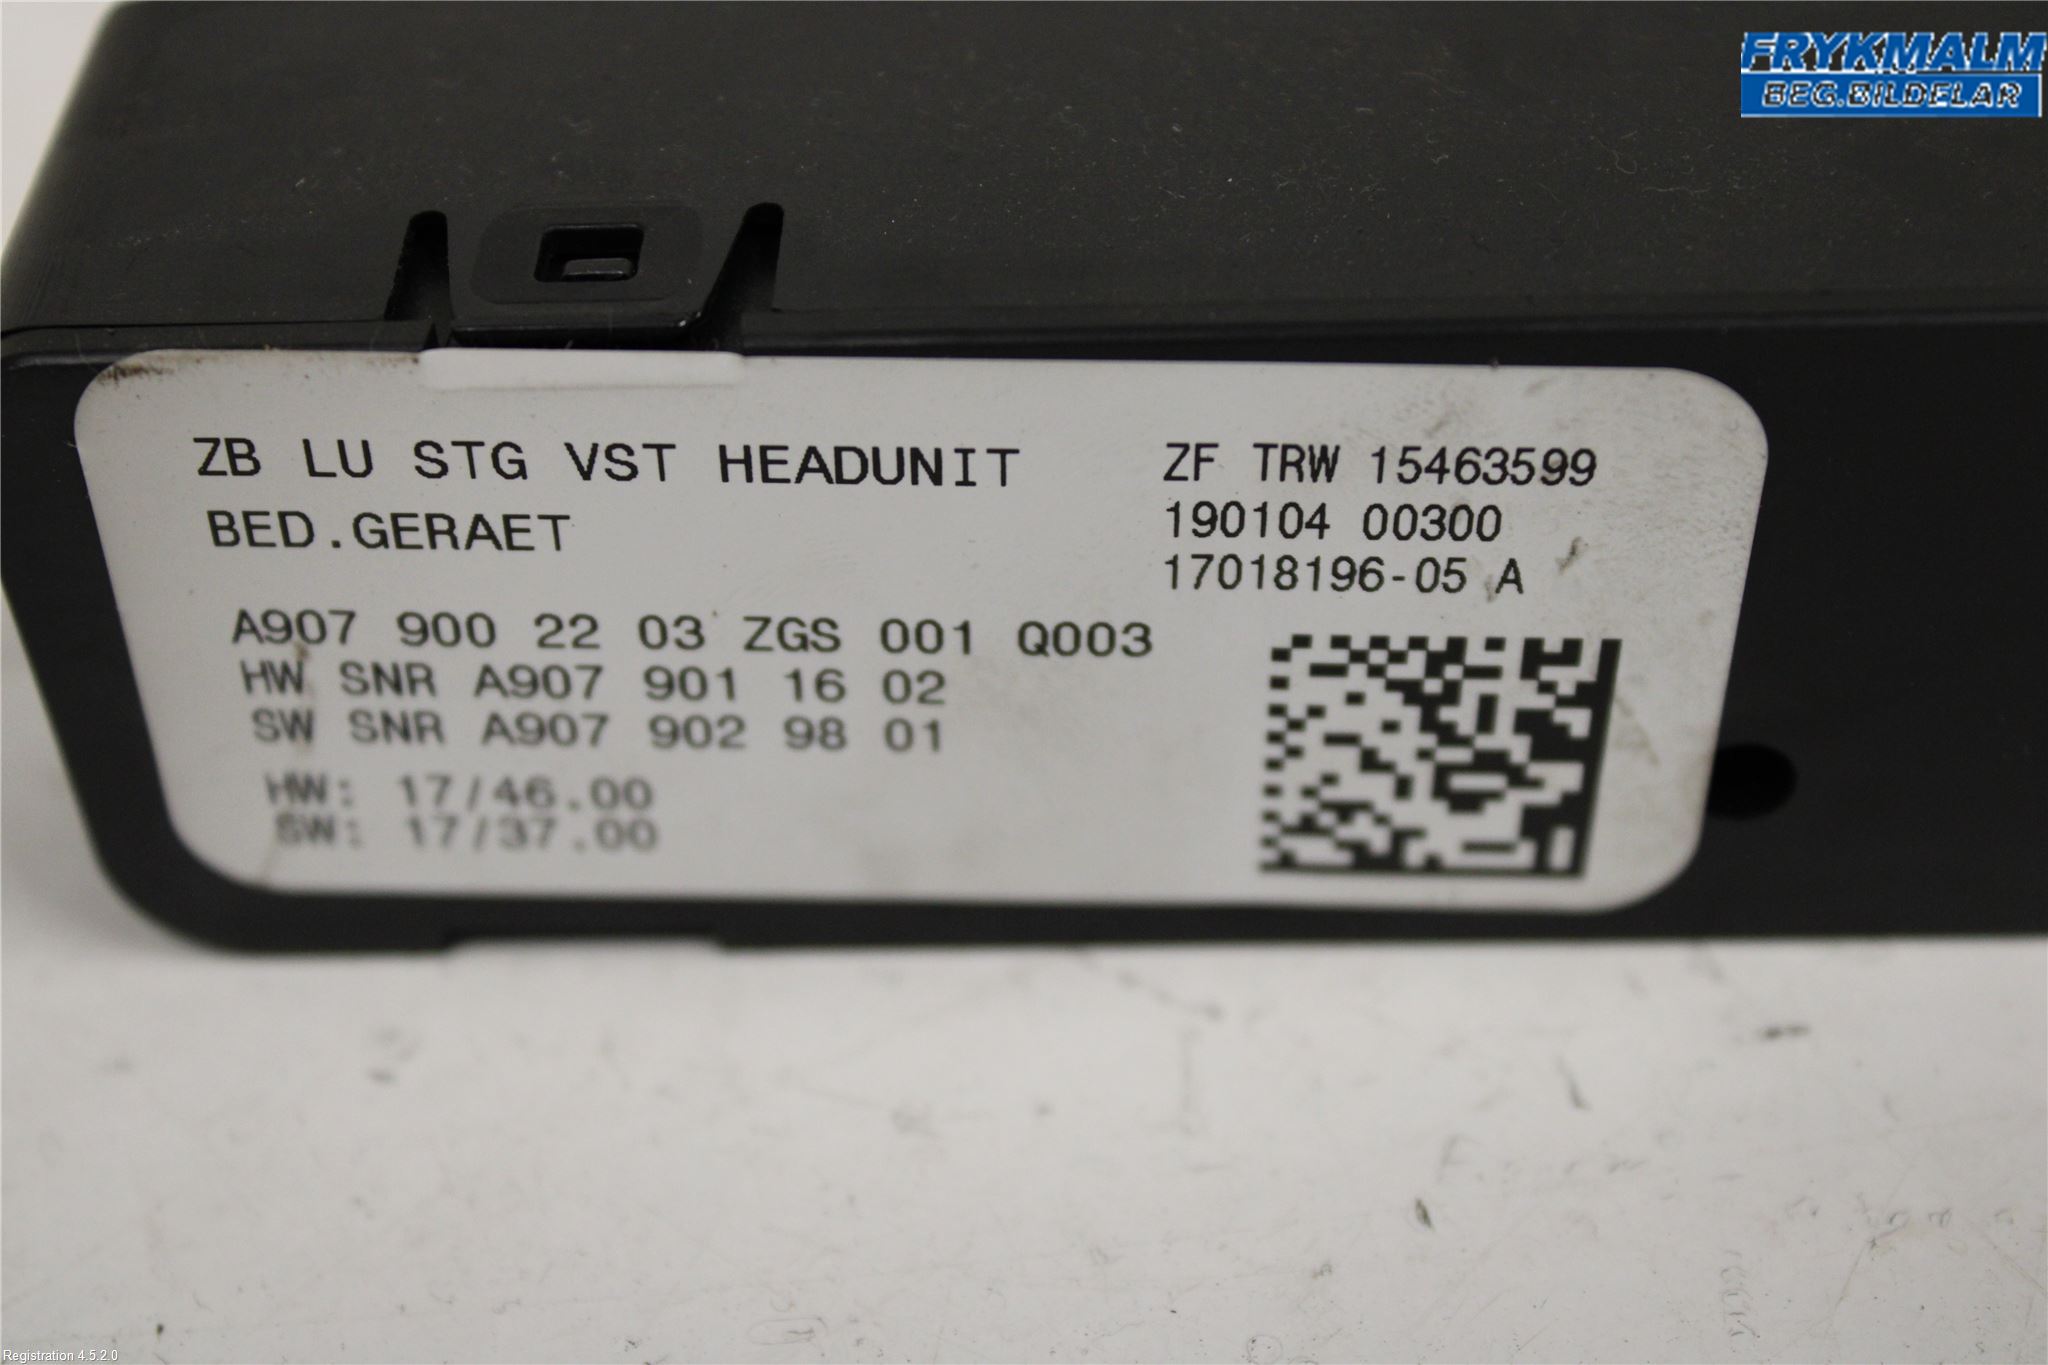 FRYKMALM
BEG.BILDELAR
ZB LU STG VST HEADUNIT
BED.GERAET
ZF TRW 15463599
190104 00300
17018196-05 A
A907 900 22 03 ZGS 001 Q003
HW SNR A907 901 16 02
SW SNR A907 902 98 01
HW: 17/46.00
SW: 17/37.00
Registration 4.5.2.0